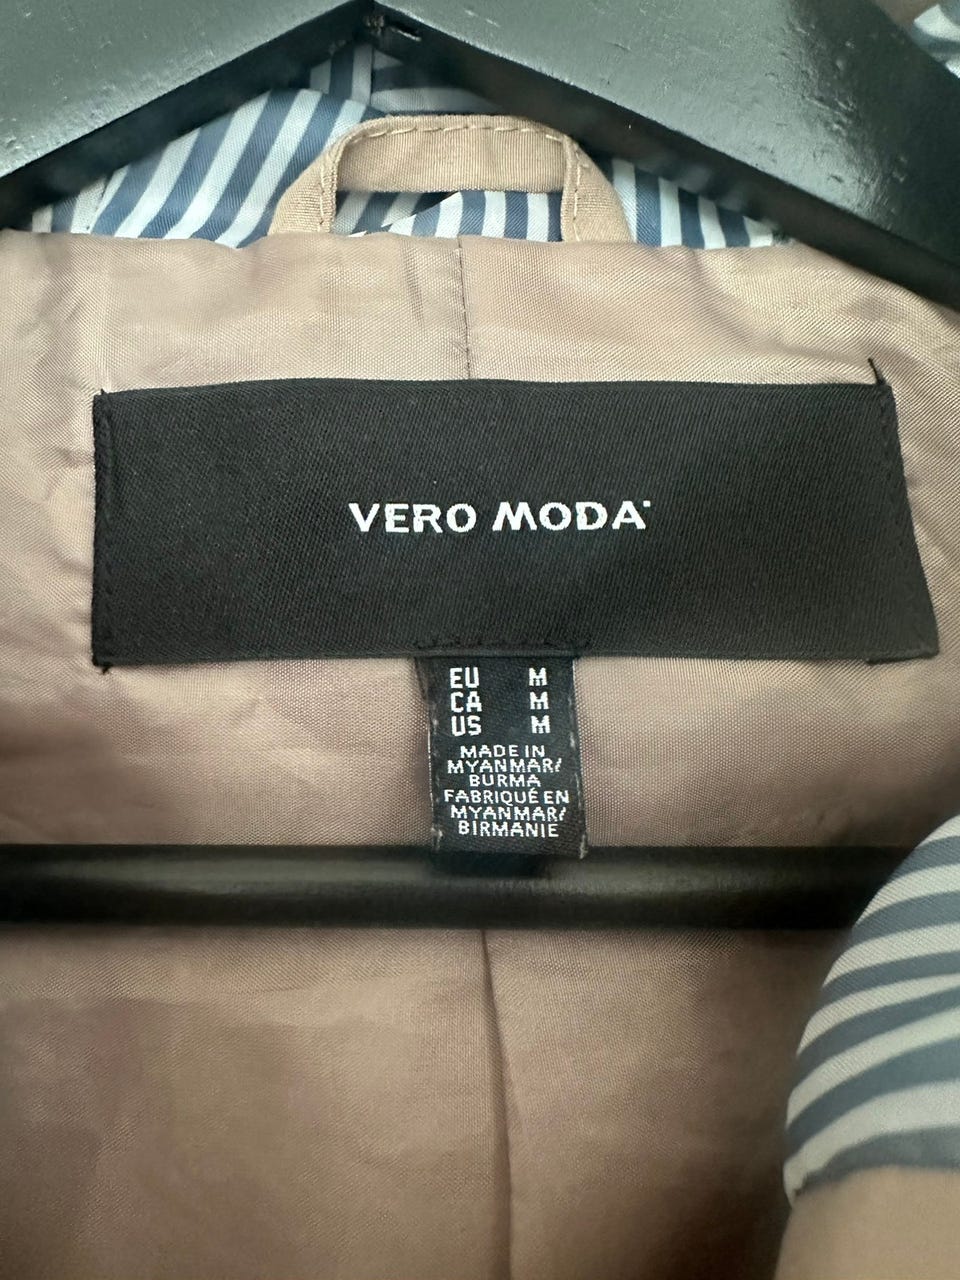 VERO MODA
EU M
CA M
US M
MADE IN
MYANMAR/
BURMA
FABRIQUÉ EN
MYANMAR/
BIRMANIE